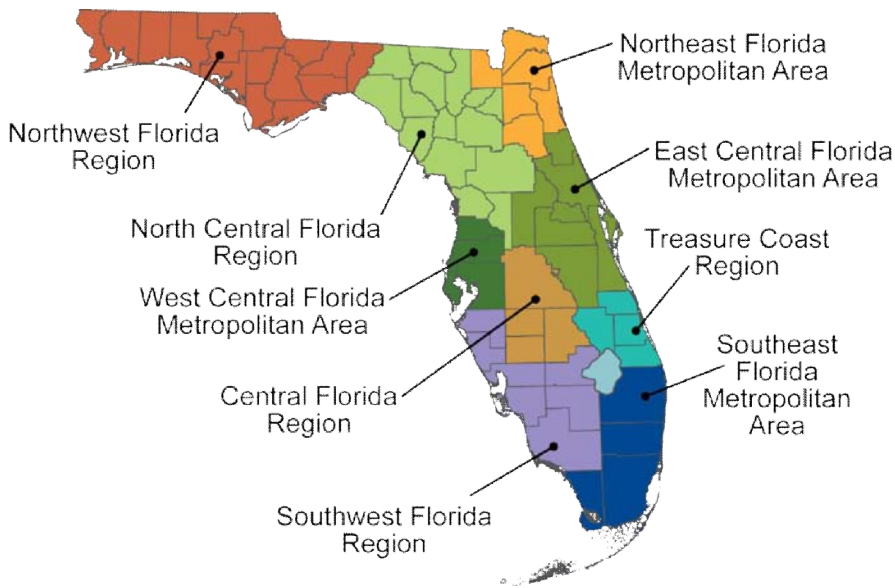 Northeast Florida
Metropolitan Area
Northwest Florida
Region
East Central Florida
Metropolitan Area
North Central Florida
Region
Treasure Coast
Region
West Central Florida
Metropolitan Area
Southeast
Florida
Metropolitan
Area
Central Florida
Region
Southwest Florida
Region